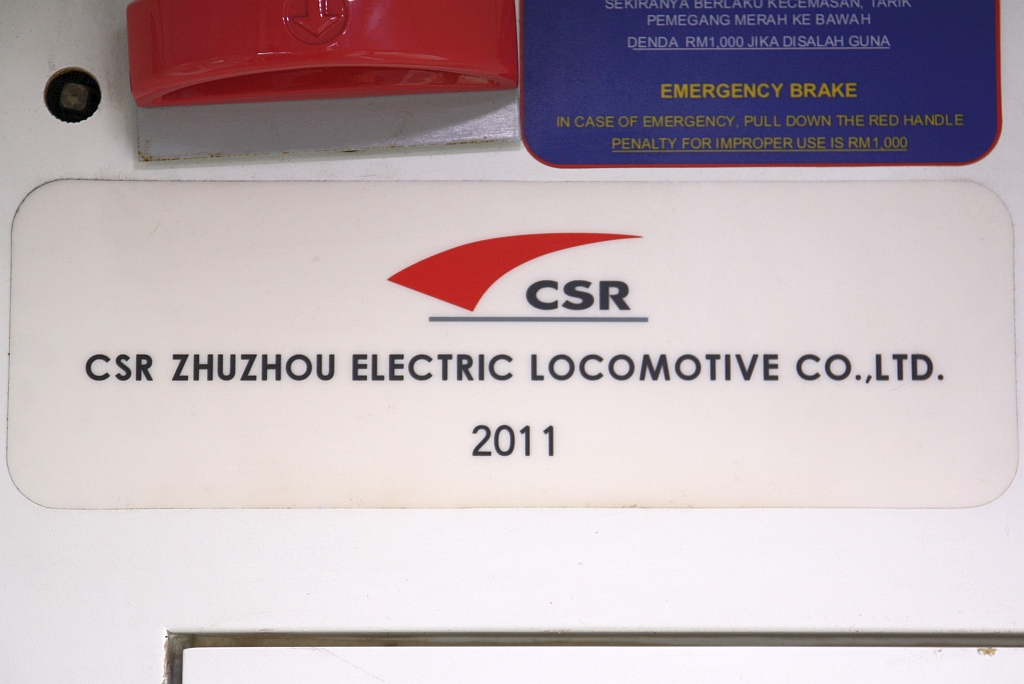 SEKIRANYA BERLAKU KECEMASAN, TARIK
PEMEGANG MERAH KE BAWAH
DENDA RM1,000 JIKA DISALAH GUNA
EMERGENCY BRAKE
IN CASE OF EMERGENCY, PULL DOWN THE RED HANDLE
PENALTY FOR IMPROPER USE IS RM1,000
CSR
CSR ZHUZHOU ELECTRIC LOCOMOTIVE CO.,LTD.
2011